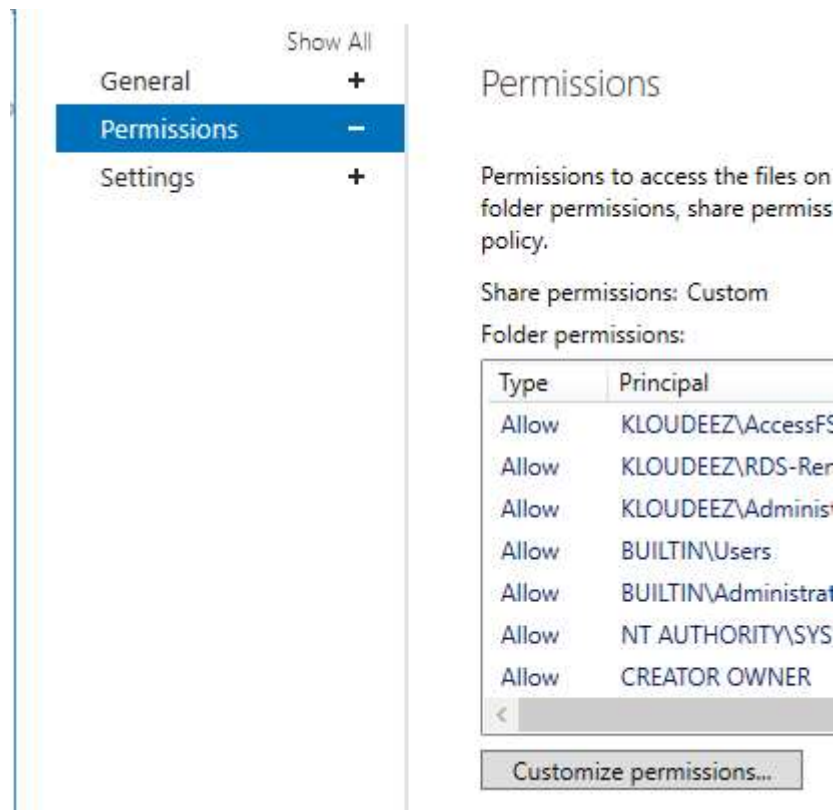 Show All
General +
Permissions −
Settings +
Permissions
Permissions to access the files on
folder permissions, share permiss
policy.
Share permissions: Custom
Folder permissions:
Type Principal
Allow KLOUDEEZ\AccessFS
Allow KLOUDEEZ\RDS-Rem
Allow KLOUDEEZ\Administ
Allow BUILTIN\Users
Allow BUILTIN\Administrat
Allow NT AUTHORITY\SYS
Allow CREATOR OWNER
Customize permissions...